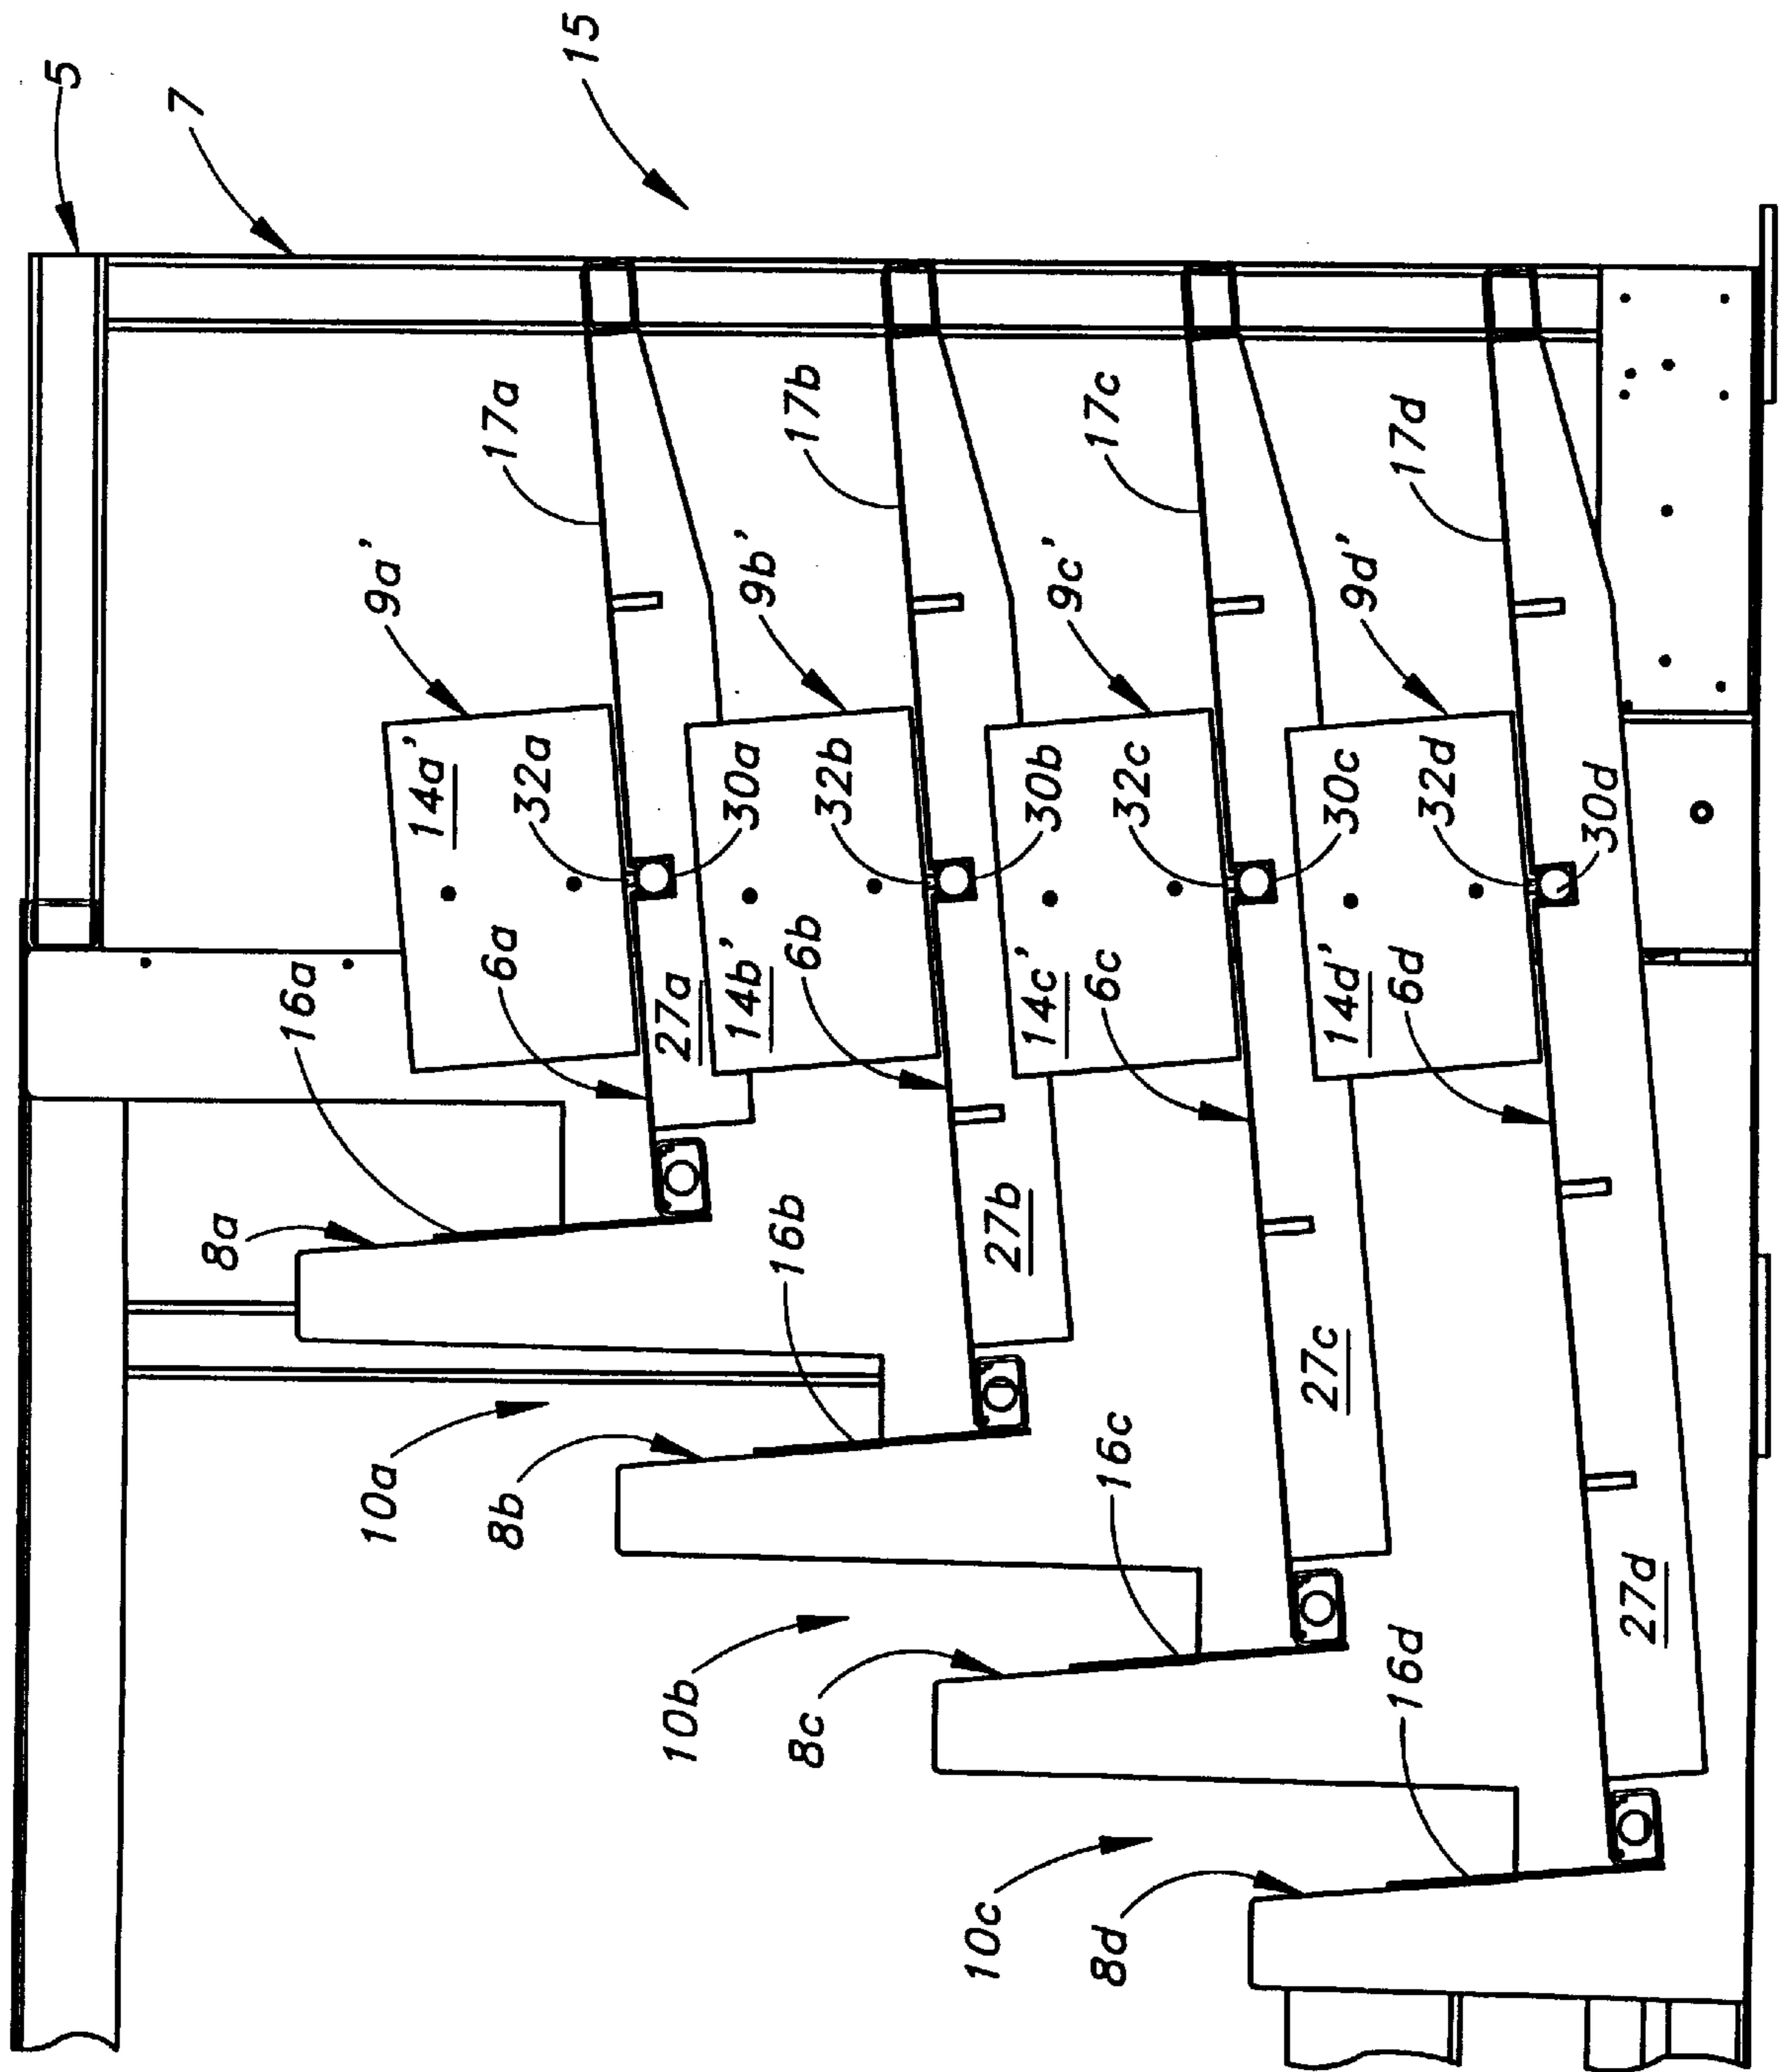 5
7
15
17a
17b
17c
17d
9a'
9b'
9c'
9d'
14a'
32a
30a
32b
30b
32c
30c
32d
30d
16a
6a
27a
14b'
6b
14c'
6c
14d'
6d
8a
16b
27b
10a
8b
16c
27c
10b
8c
16d
27d
10c
8d